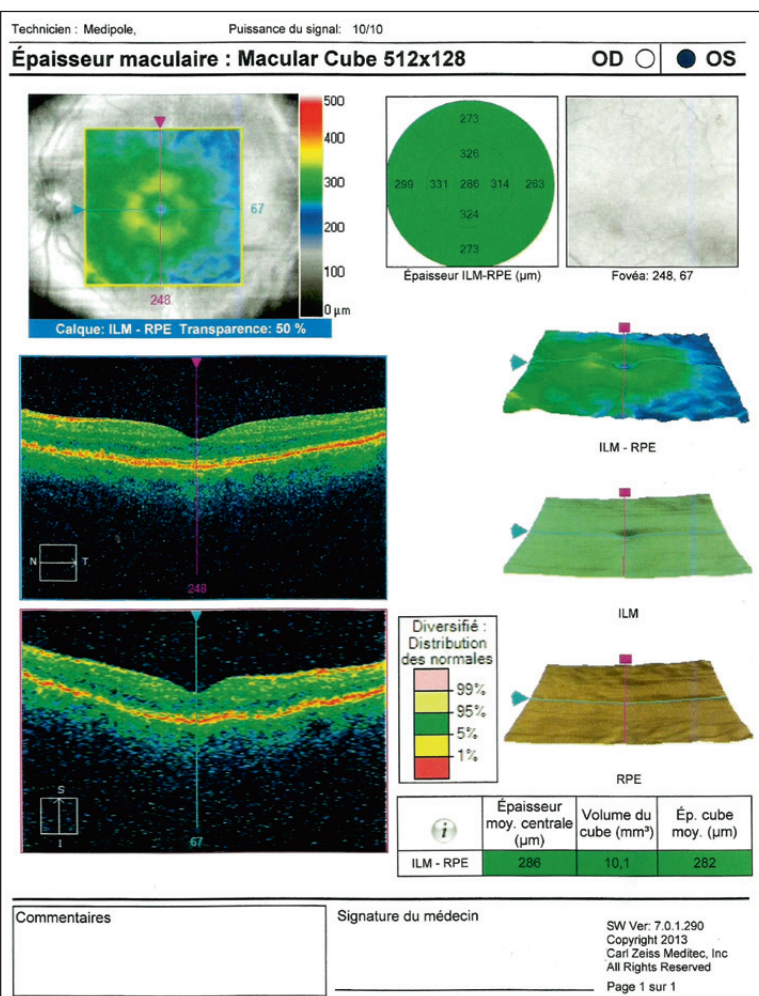 Technicien : Medipole, Puissance du signal: 10/10
Épaisseur maculaire : Macular Cube 512x128 OD OS
500
400
300
200
100
0 µm
67
248
Calque: ILM - RPE Transparence: 50 %
273
326
299 331 286 314 263
324
273
Épaisseur ILM-RPE (µm)
Fovéa: 248, 67
ILM - RPE
N T
248
ILM
S
I
67
Diversifié :
Distribution
des normales
99%
95%
5%
1%
RPE
Épaisseur moy. centrale (µm) Volume du cube (mm³) Ép. cube moy. (µm)
ILM - RPE 286 10,1 282
Commentaires
Signature du médecin
SW Ver: 7.0.1.290
Copyright 2013
Carl Zeiss Meditec, Inc
All Rights Reserved
Page 1 sur 1